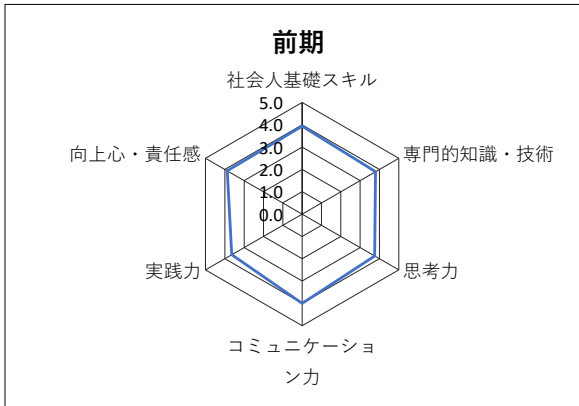 前期
社会人基礎スキル
5.0
4.0
3.0
2.0
1.0
0.0
向上心・責任感
専門的知識・技術
実践力
思考力
コミュニケーショ
ン力